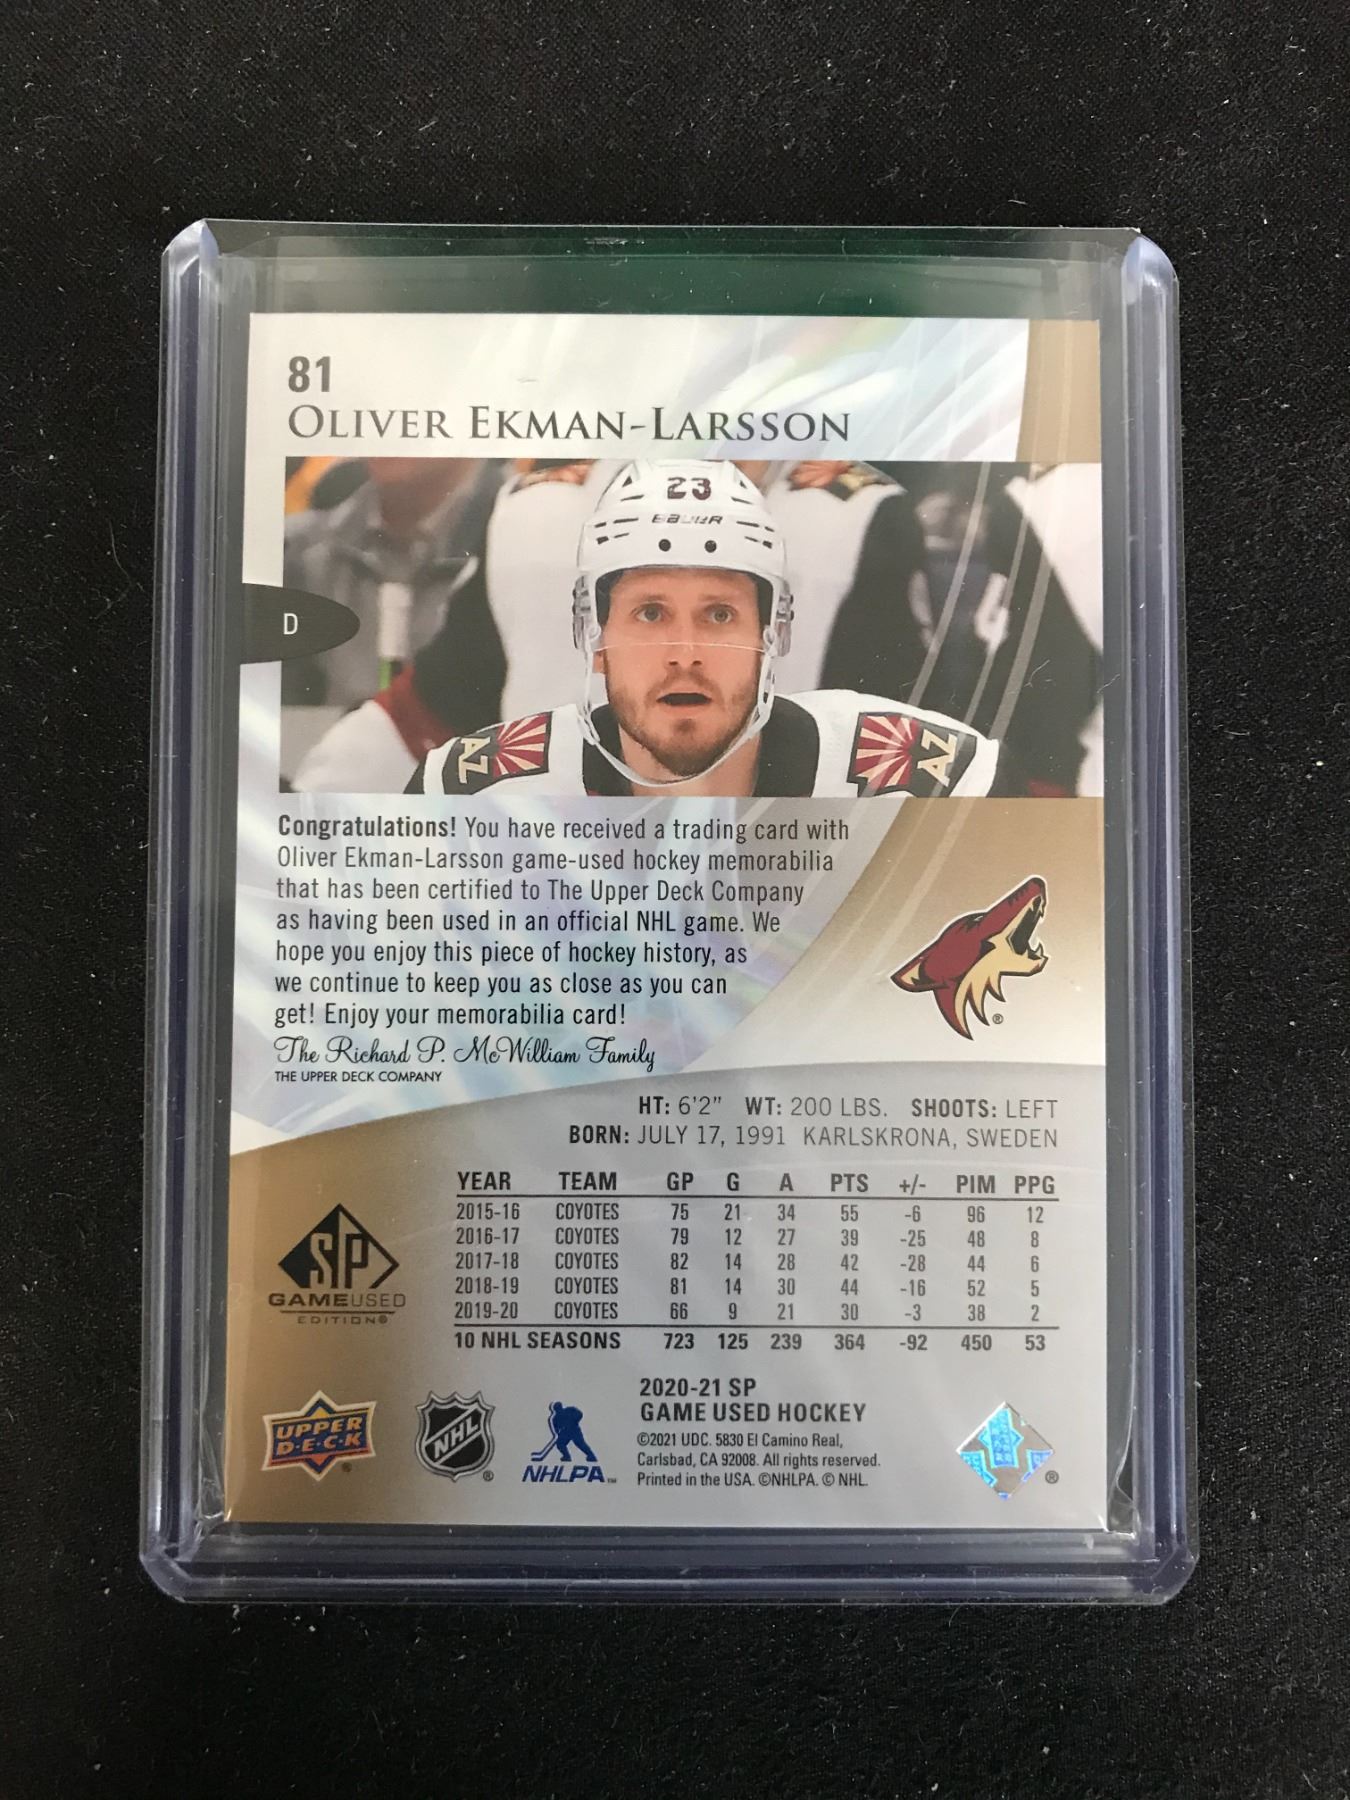 81
OLIVER EKMAN-LARSSON
23
BAUER
D
AZ
AZ
Congratulations! You have received a trading card with
Oliver Ekman-Larsson game-used hockey memorabilia
that has been certified to The Upper Deck Company
as having been used in an official NHL game. We
hope you enjoy this piece of hockey history, as
we continue to keep you as close as you can
get! Enjoy your memorabilia card!
The Richard P. McWilliam Family
THE UPPER DECK COMPANY
®
HT: 6'2" WT: 200 LBS. SHOOTS: LEFT
BORN: JULY 17, 1991 KARLSKRONA, SWEDEN
YEAR TEAM GP G A PTS +/- PIM PPG
2015-16 COYOTES 75 21 34 55 -6 96 12
2016-17 COYOTES 79 12 27 39 -25 48 8
2017-18 COYOTES 82 14 28 42 -28 44 6
2018-19 COYOTES 81 14 30 44 -16 52 5
2019-20 COYOTES 66 9 21 30 -3 38 2
10 NHL SEASONS 723 125 239 364 -92 450 53
SP
GAMEUSED
EDITION®
UPPER
D·E·C·K
®
NHL
®
NHLPA™
2020-21 SP
GAME USED HOCKEY
©2021 UDC. 5830 El Camino Real,
Carlsbad, CA 92008. All rights reserved.
Printed in the USA. ©NHLPA. © NHL.
®